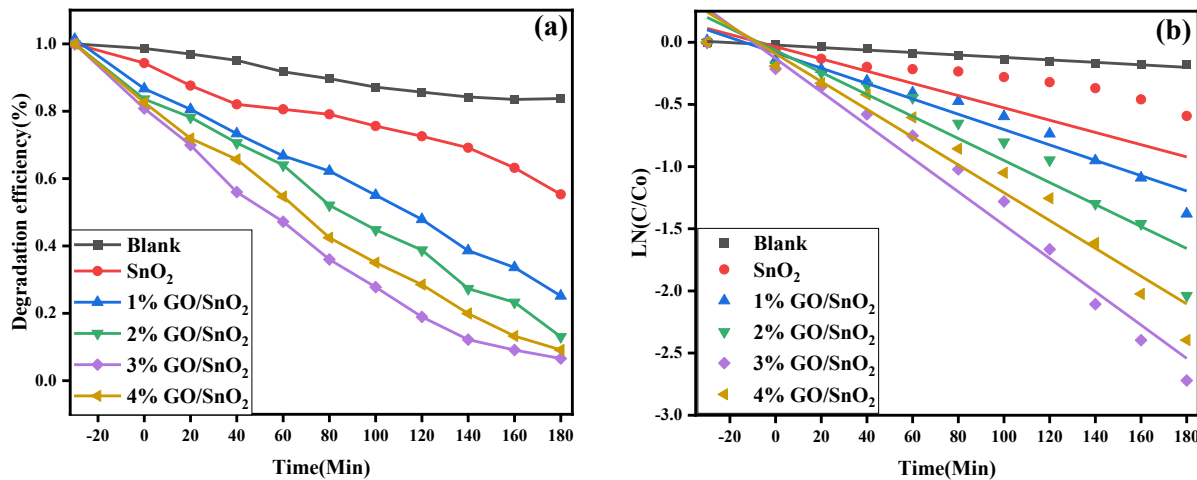 (a)
Degradation efficiency(%)
1.0
0.8
0.6
0.4
0.2
0.0
Blank
SnO₂
1% GO/SnO₂
2% GO/SnO₂
3% GO/SnO₂
4% GO/SnO₂
-20 0 20 40 60 80 100 120 140 160 180
Time(Min)
(b)
LN(C/Co)
0.0
-0.5
-1.0
-1.5
-2.0
-2.5
-3.0
Blank
SnO₂
1% GO/SnO₂
2% GO/SnO₂
3% GO/SnO₂
4% GO/SnO₂
-20 0 20 40 60 80 100 120 140 160 180
Time(Min)